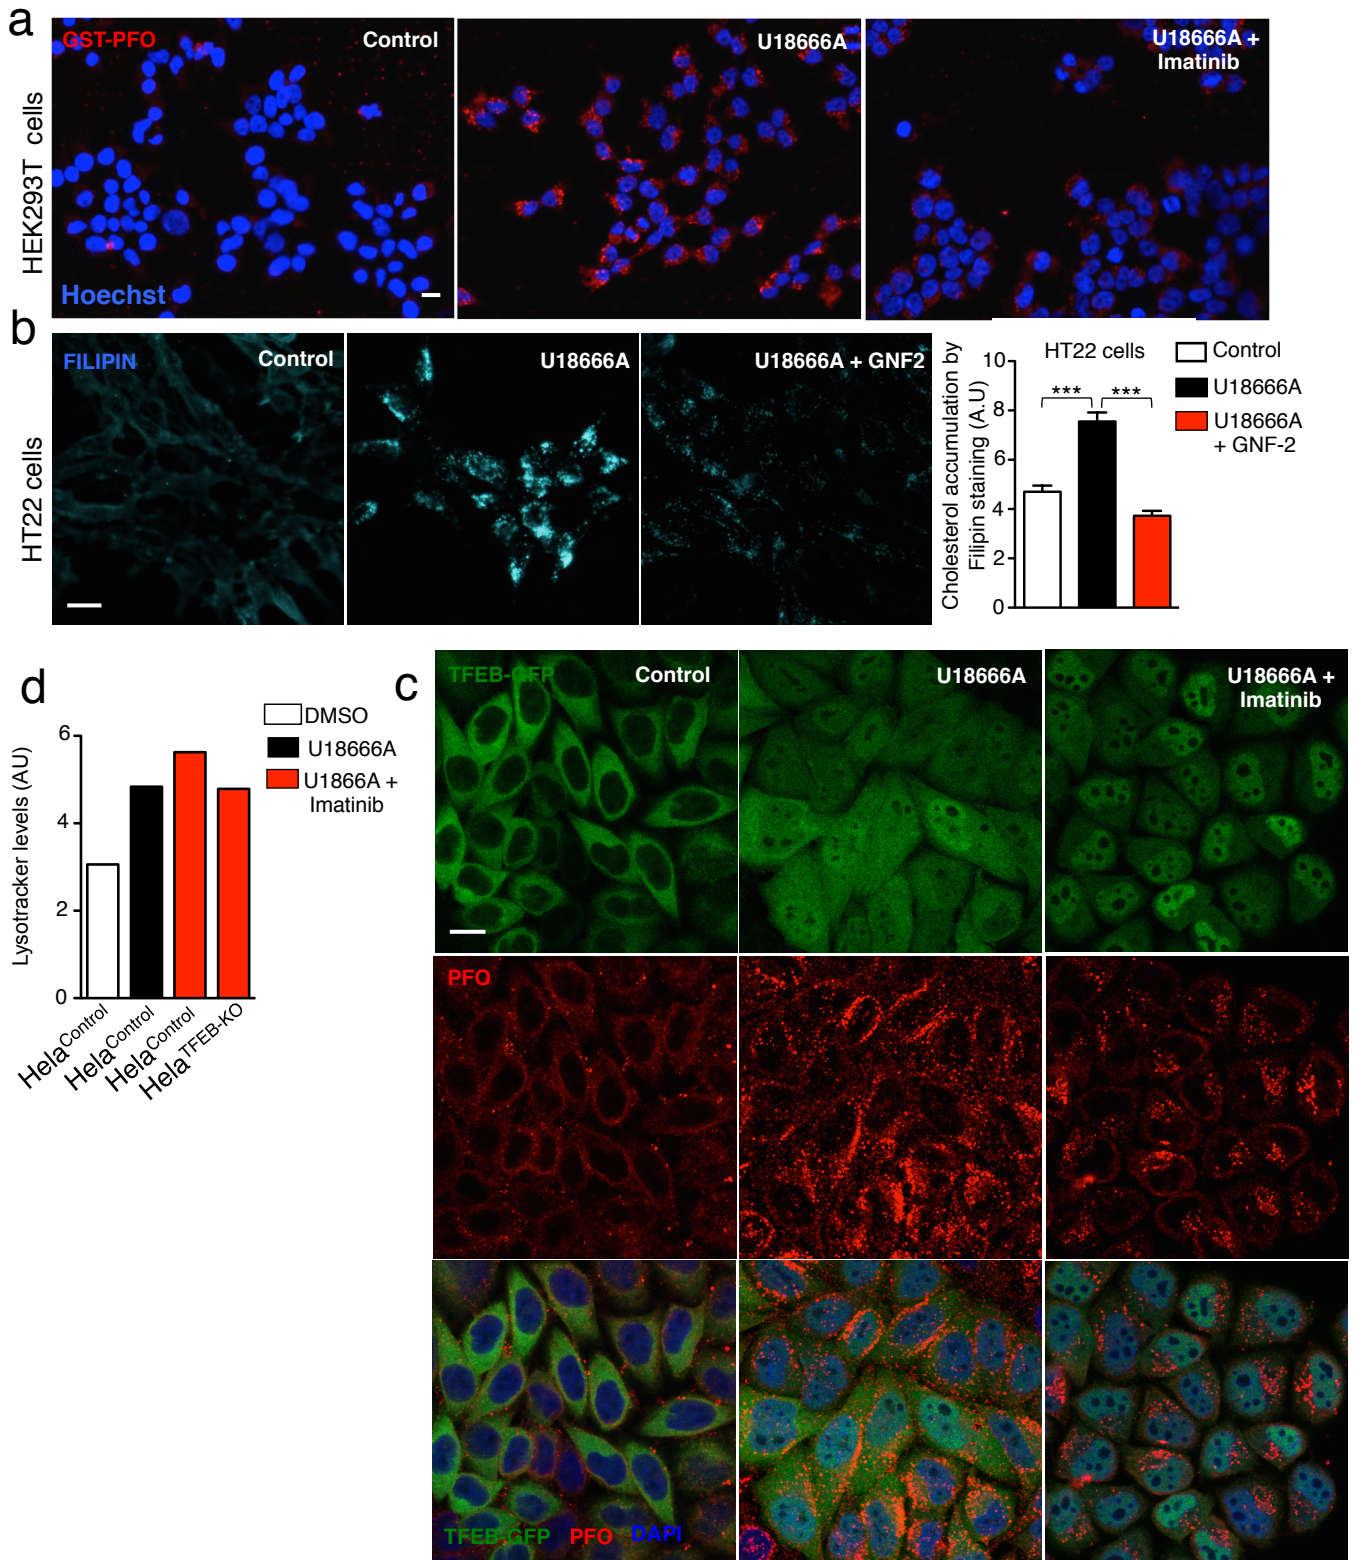 a
GST-PFO
Control
U18666A
U18666A +
Imatinib
HEK293T cells
Hoechst
b
FILIPIN
Control
U18666A
U18666A + GNF2
HT22 cells
Cholesterol accumulation by
Filipin staining (A.U)
10
8
6
4
2
0
HT22 cells
***
***
Control
U18666A
U18666A
+ GNF-2
d
Lysotracker levels (AU)
6
4
2
0
DMSO
U18666A
U1866A +
Imatinib
HelaControl
HelaControl
HelaControl
HelaTFEB-KO
c
TFEB-GFP
Control
U18666A
U18666A +
Imatinib
PFO
TFEB-GFP PFO DAPI